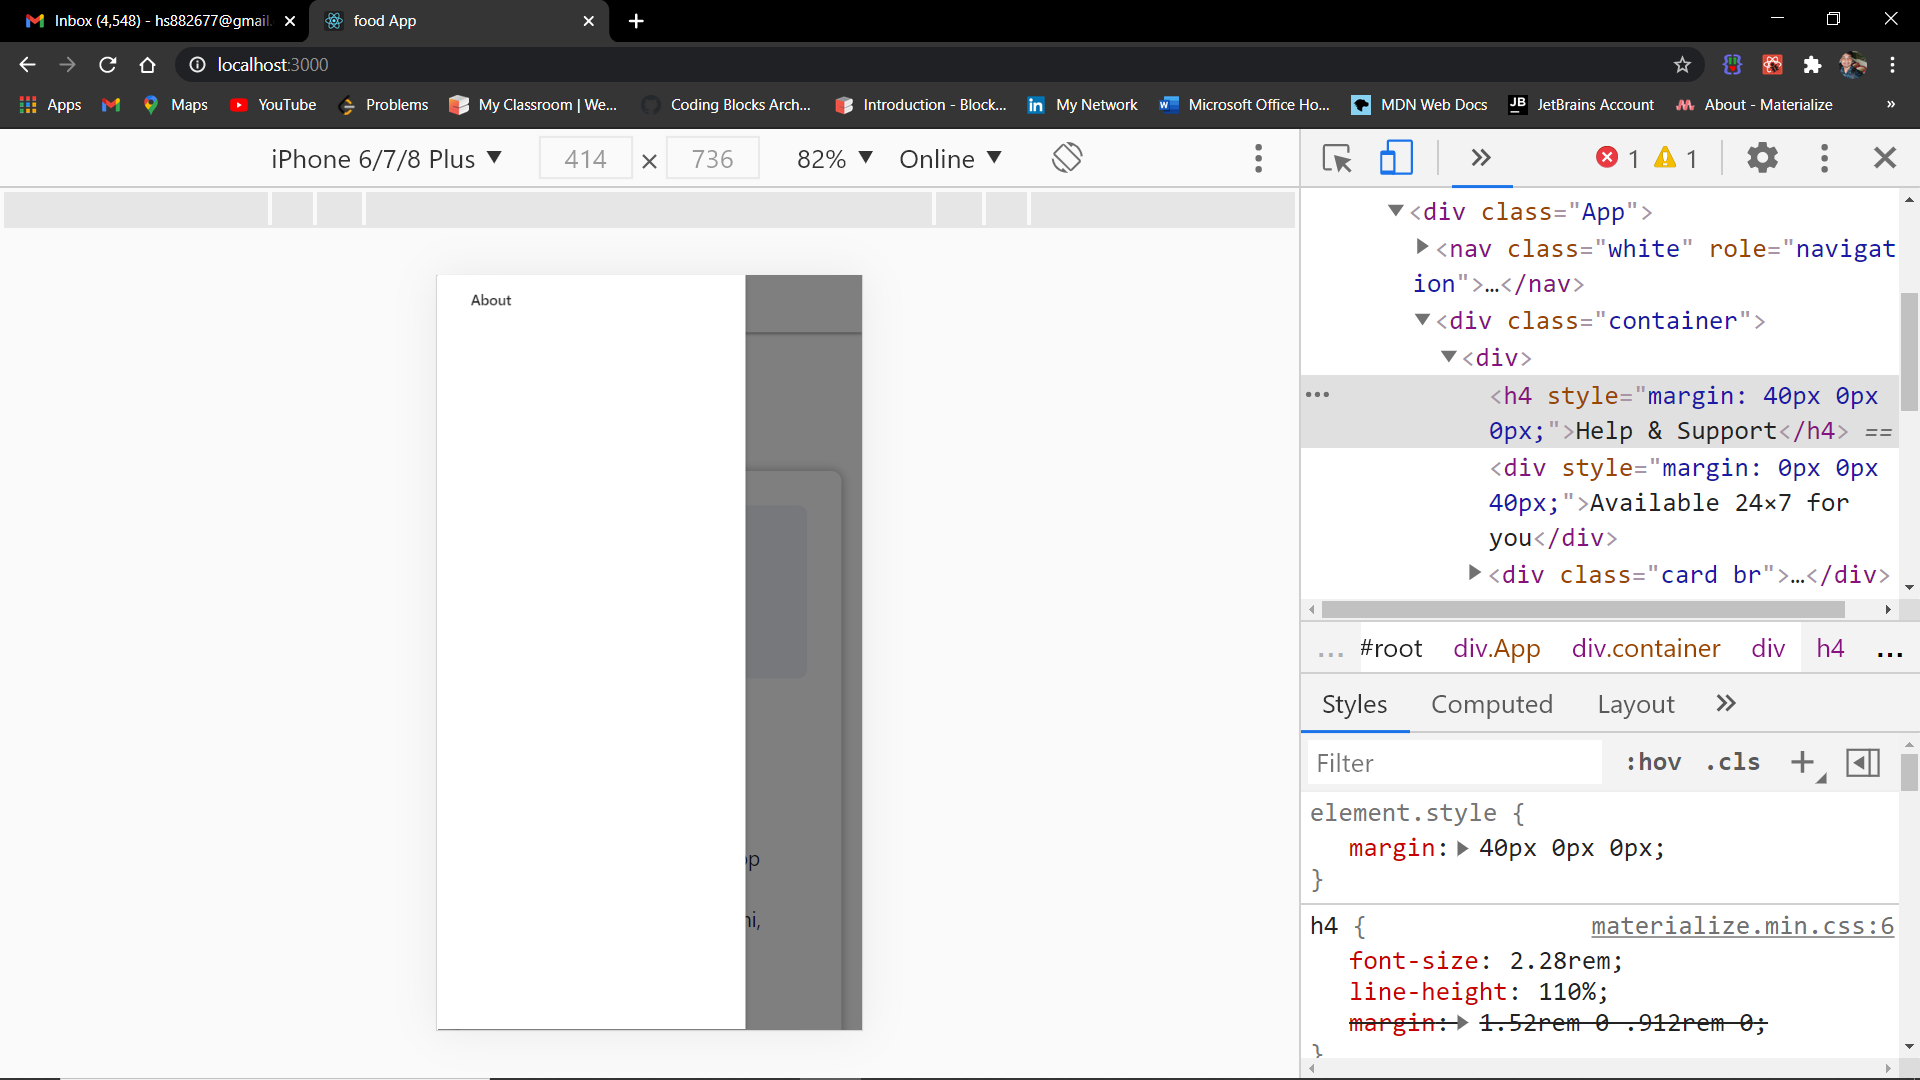 Inbox (4,548) - hs882677@gmail. food App
localhost:3000
Apps Maps YouTube Problems My Classroom | We... Coding Blocks Arch... Introduction - Block... My Network Microsoft Office Ho... MDN Web Docs JetBrains Account About - Materialize »
iPhone 6/7/8 Plus 414 × 736 82% Online
1 1
About
op
ni,
<div class="App">
<nav class="white" role="navigat
ion">…</nav>
<div class="container">
<div>
<h4 style="margin: 40px 0px
0px;">Help & Support</h4> ==
<div style="margin: 0px 0px
40px;">Available 24×7 for
you</div>
<div class="card br">…</div>
... #root div.App div.container div h4 ...
Styles Computed Layout »
Filter :hov .cls +
element.style {
margin: 40px 0px 0px;
}
h4 { materialize.min.css:6
font-size: 2.28rem;
line-height: 110%;
margin: 1.52rem 0 .912rem 0;
}